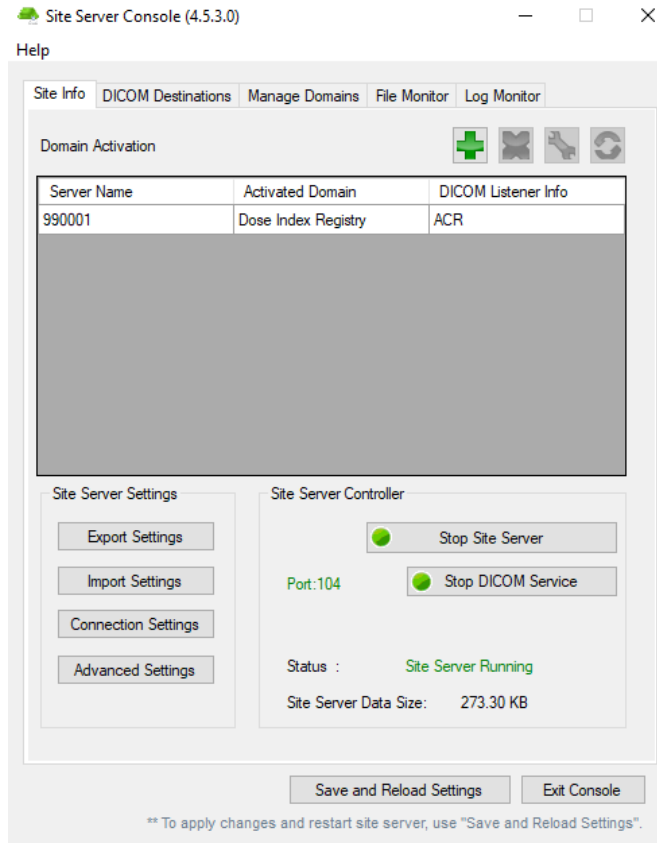 Site Server Console (4.5.3.0)
Help
Site Info DICOM Destinations Manage Domains File Monitor Log Monitor
Domain Activation
Server Name Activated Domain DICOM Listener Info
990001 Dose Index Registry ACR
Site Server Settings
Export Settings
Import Settings
Connection Settings
Advanced Settings
Site Server Controller
Stop Site Server
Port:104 Stop DICOM Service
Status : Site Server Running
Site Server Data Size: 273.30 KB
Save and Reload Settings Exit Console
** To apply changes and restart site server, use "Save and Reload Settings".